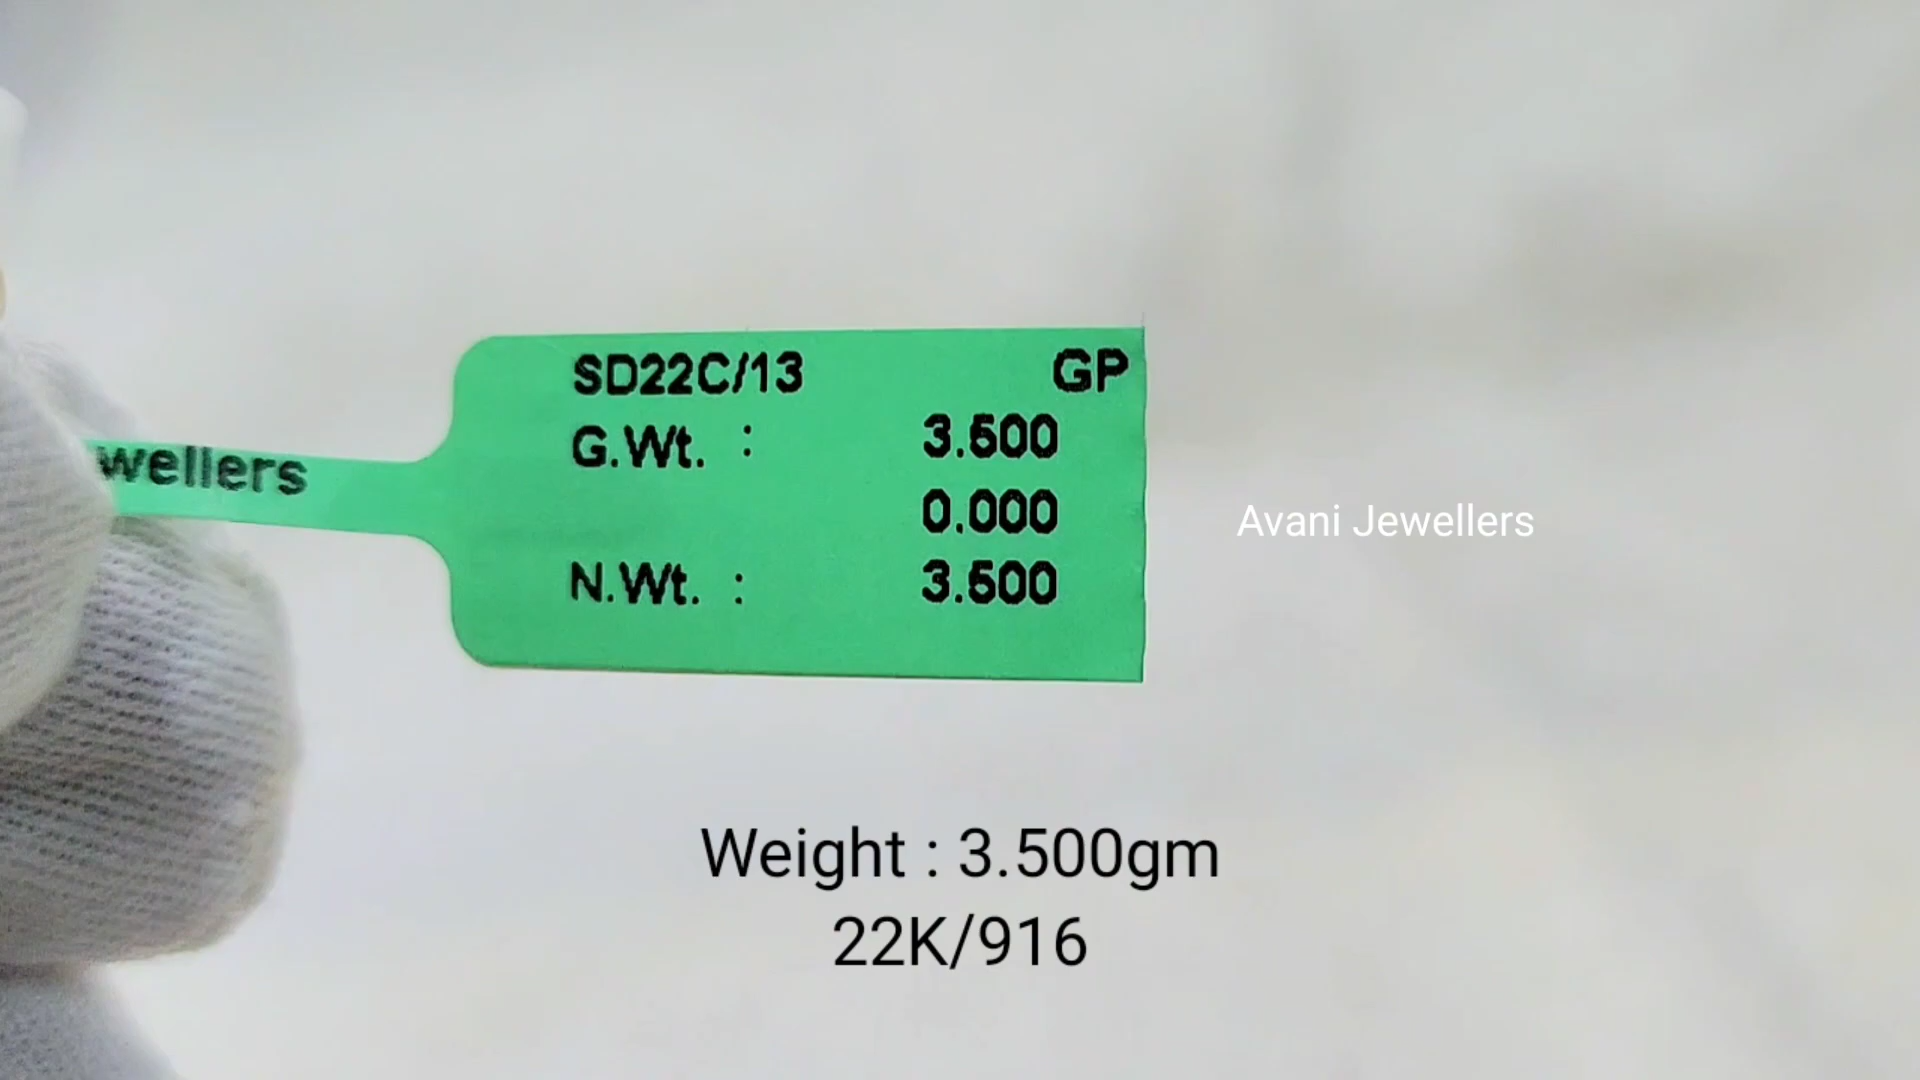 SD22C/13 GP
G.Wt. : 3.500
0.000
N.Wt. : 3.500
wellers
Avani Jewellers
Weight : 3.500gm
22K/916